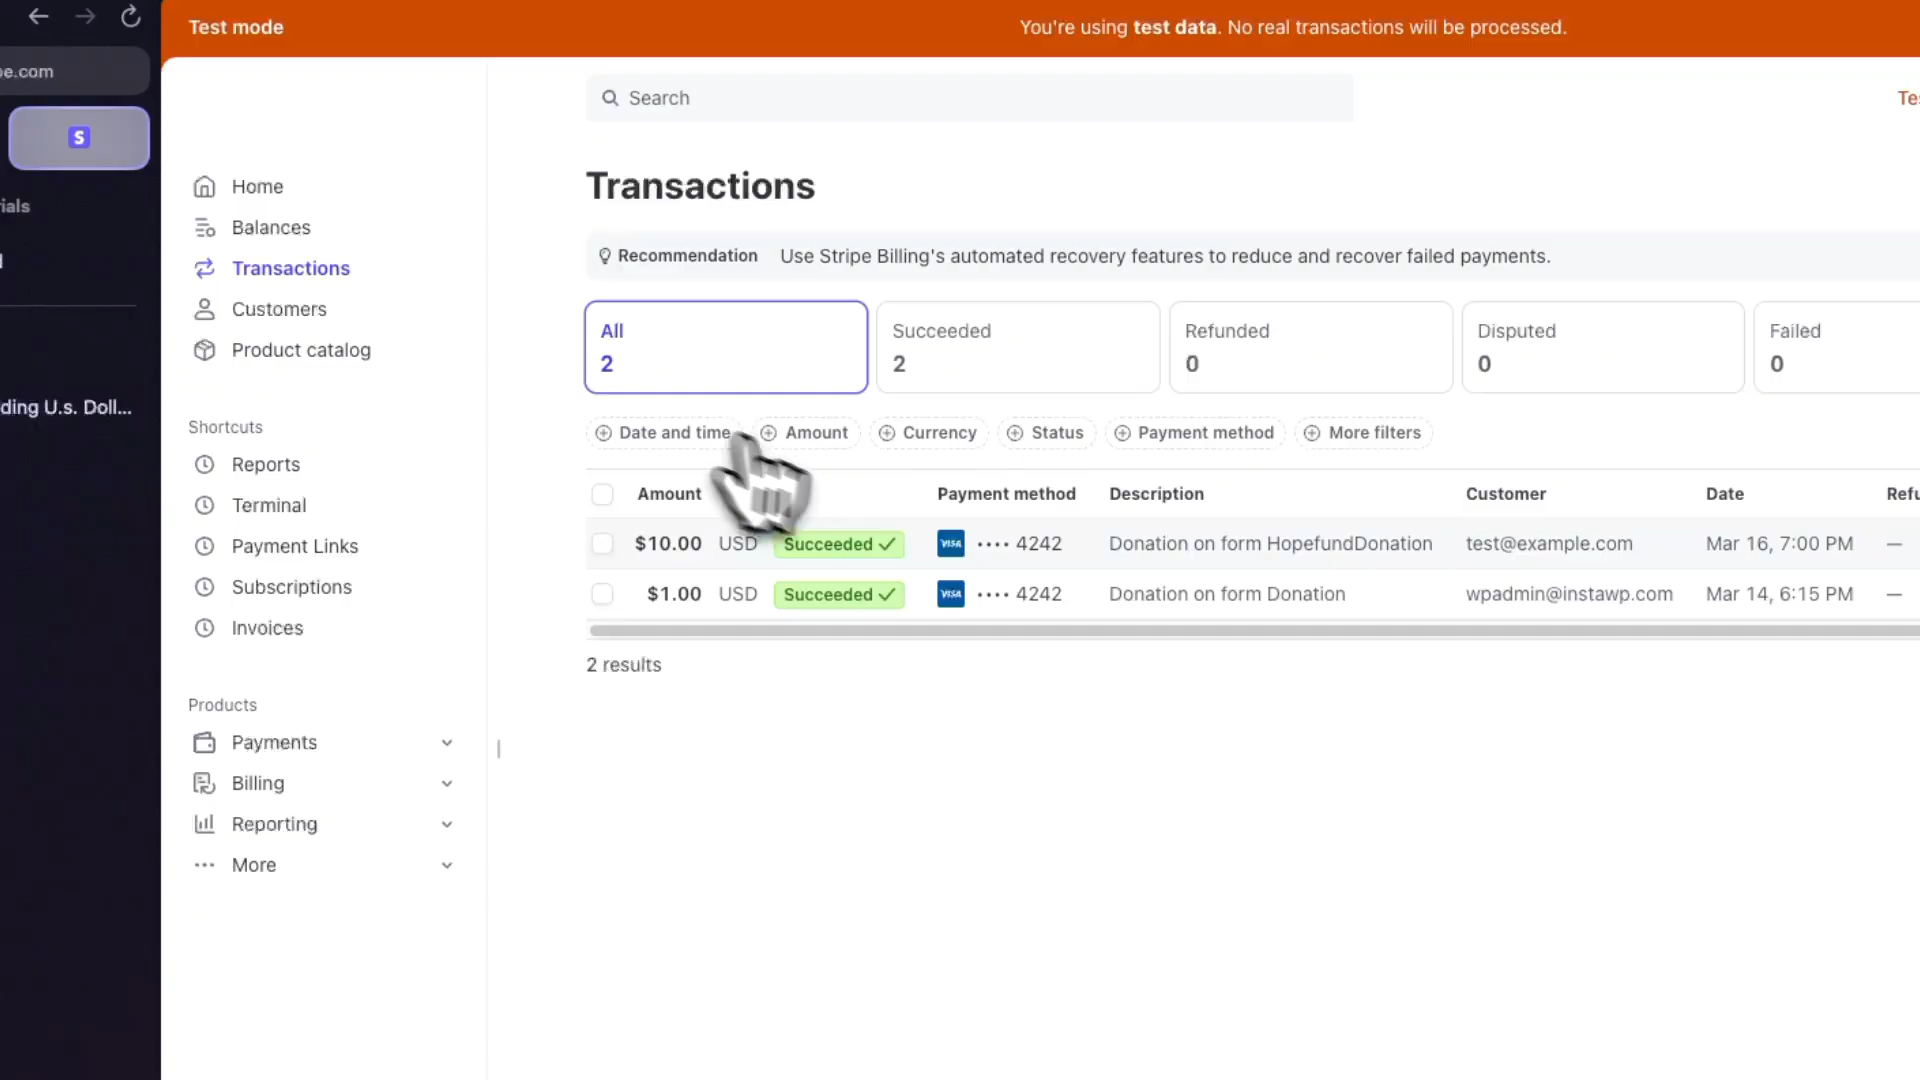 Test mode
You're using test data. No real transactions will be processed.
be.com
S
ials
ding U.s. Doll...
Search
Home
Balances
Transactions
Customers
Product catalog
Shortcuts
Reports
Terminal
Payment Links
Subscriptions
Invoices
Products
Payments
Billing
Reporting
More
Transactions
Recommendation Use Stripe Billing's automated recovery features to reduce and recover failed payments.
All
2
Succeeded
2
Refunded
0
Disputed
0
Failed
0
Date and time Amount Currency Status Payment method More filters
Amount Payment method Description Customer Date Refu
$10.00 USD Succeeded VISA •••• 4242 Donation on form HopefundDonation test@example.com Mar 16, 7:00 PM —
$1.00 USD Succeeded VISA •••• 4242 Donation on form Donation wpadmin@instawp.com Mar 14, 6:15 PM —
2 results